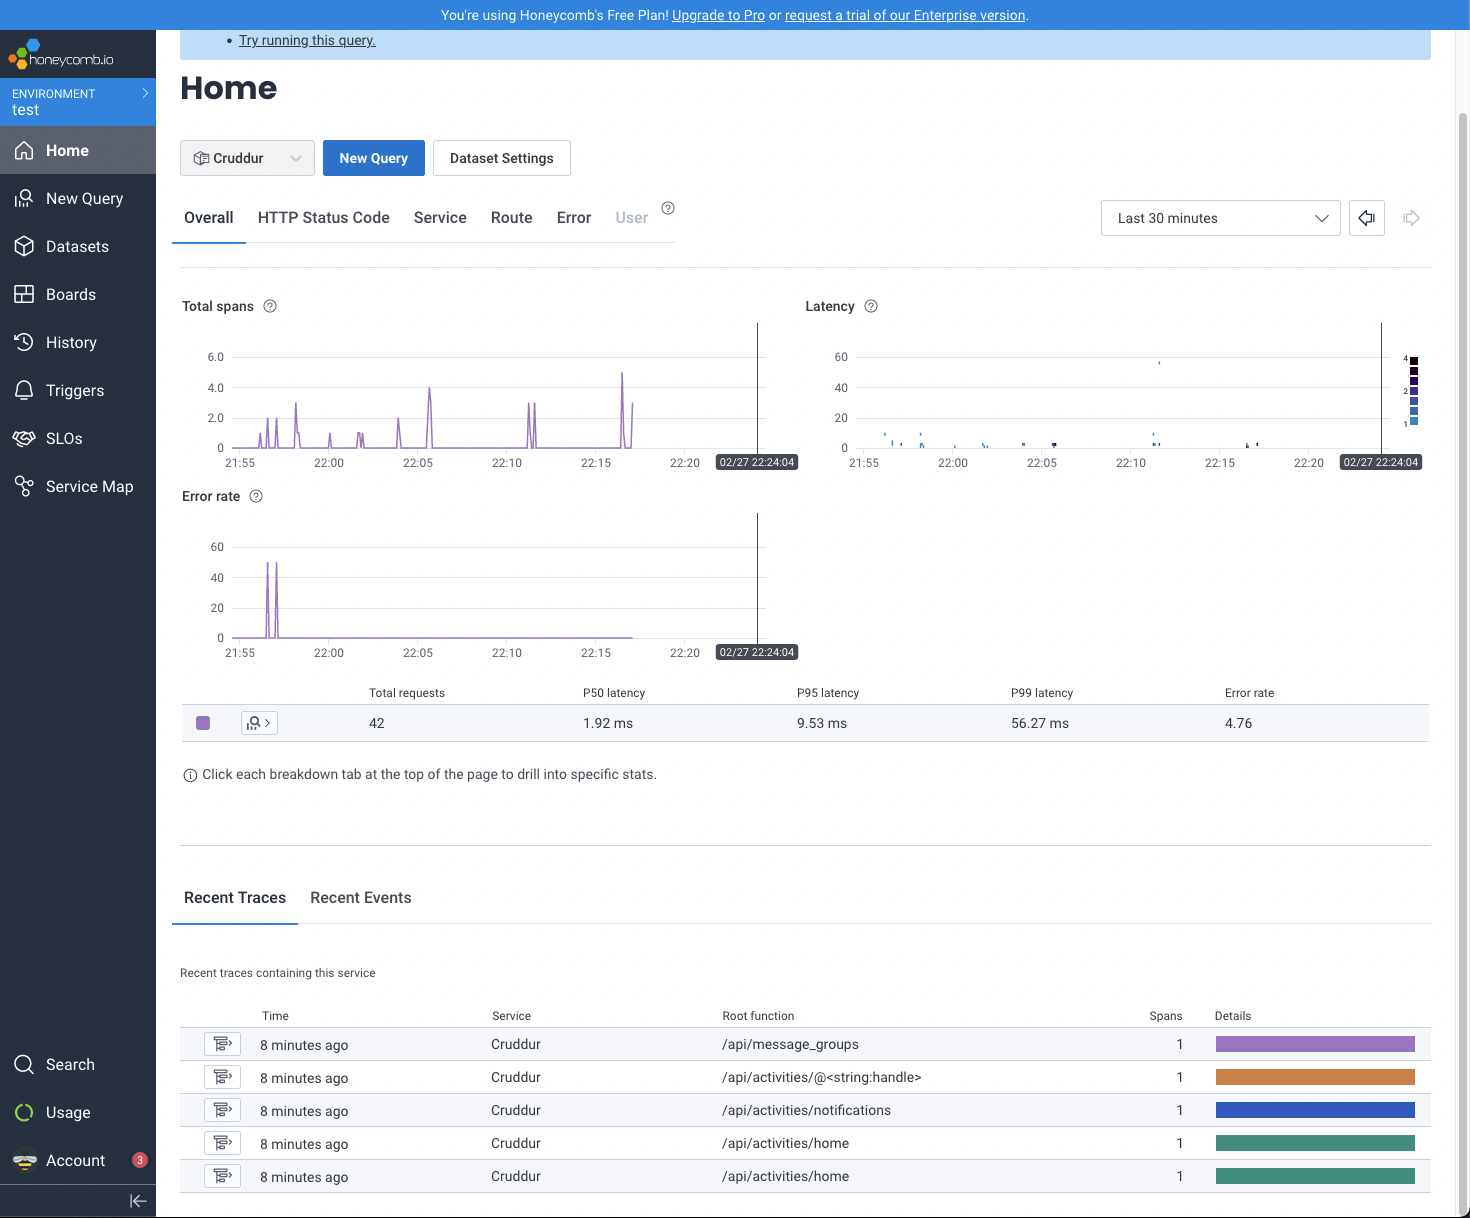 You're using Honeycomb's Free Plan! Upgrade to Pro or request a trial of our Enterprise version.
• Try running this query.
honeycomb.io
ENVIRONMENT
test
Home
New Query
Datasets
Boards
History
Triggers
SLOs
Service Map
Search
Usage
Account 3
Home
Cruddur New Query Dataset Settings
Overall HTTP Status Code Service Route Error User
Last 30 minutes
Total spans
6.0
4.0
2.0
0
21:55 22:00 22:05 22:10 22:15 22:20 02/27 22:24:04
Latency
60
40
20
0
21:55 22:00 22:05 22:10 22:15 22:20 02/27 22:24:04
4
2
1
Error rate
60
40
20
0
21:55 22:00 22:05 22:10 22:15 22:20 02/27 22:24:04
Total requests P50 latency P95 latency P99 latency Error rate
42 1.92 ms 9.53 ms 56.27 ms 4.76
Click each breakdown tab at the top of the page to drill into specific stats.
Recent Traces Recent Events
Recent traces containing this service
Time Service Root function Spans Details
8 minutes ago Cruddur /api/message_groups 1
8 minutes ago Cruddur /api/activities/@<string:handle> 1
8 minutes ago Cruddur /api/activities/notifications 1
8 minutes ago Cruddur /api/activities/home 1
8 minutes ago Cruddur /api/activities/home 1